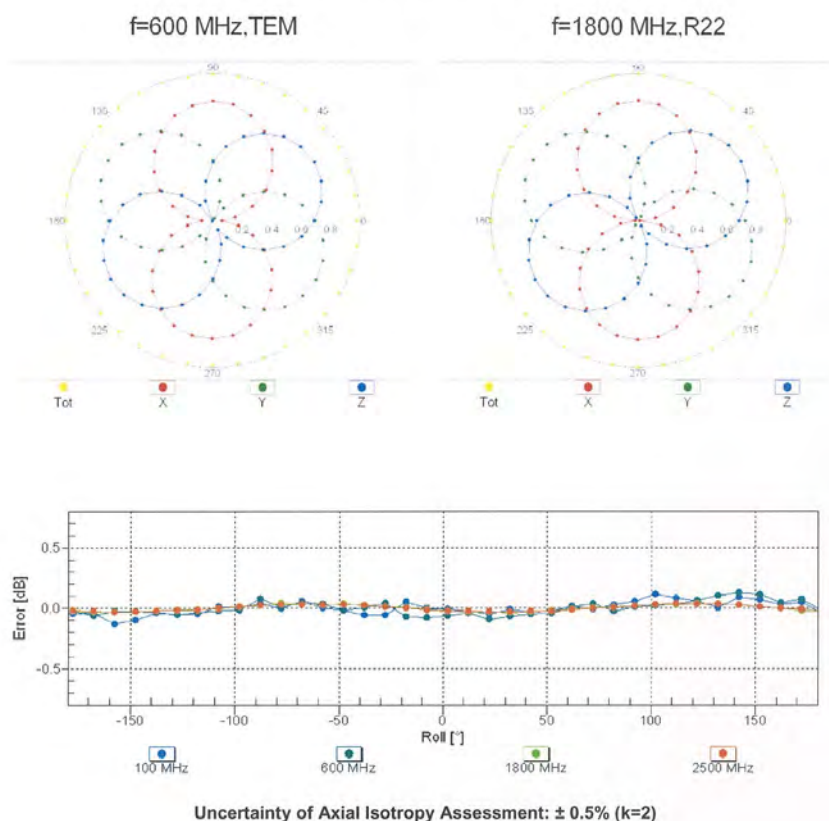 f=600 MHz,TEM
f=1800 MHz,R22
90
135
45
180
0.2 0.4 0.6 0.8
0
225
315
270
Tot X Y Z
90
135
45
180
0.2 0.4 0.6 0.8
0
225
315
270
Tot X Y Z
Error [dB]
0.5
0.0
-0.5
-150 -100 -50 0 50 100 150
Roll [°]
100 MHz 600 MHz 1800 MHz 2500 MHz
Uncertainty of Axial Isotropy Assessment: ± 0.5% (k=2)